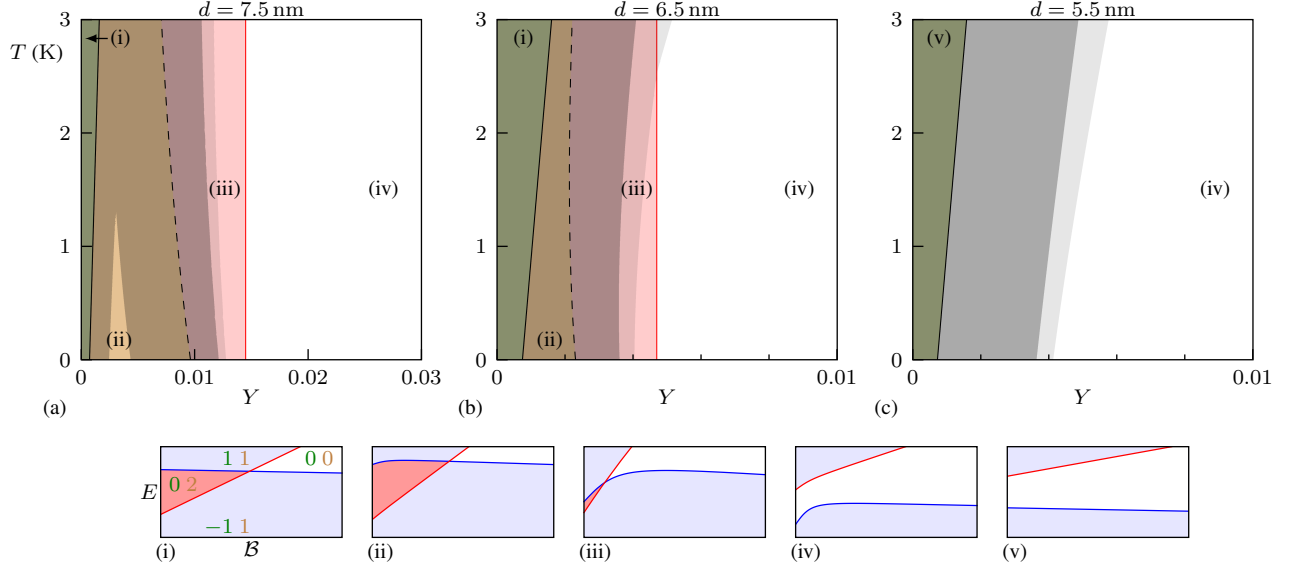 d = 7.5 nm
d = 6.5 nm
d = 5.5 nm
T (K)
3
2
1
0
(i)
(ii)
(iii)
(iv)
0
0.01
0.02
0.03
Y
(a)
3
2
1
0
(i)
(ii)
(iii)
(iv)
0
0.01
Y
(b)
3
2
1
0
(v)
(iv)
0
0.01
Y
(c)
E
1 1
0 0
0 2
−1 1
B
(i)
(ii)
(iii)
(iv)
(v)